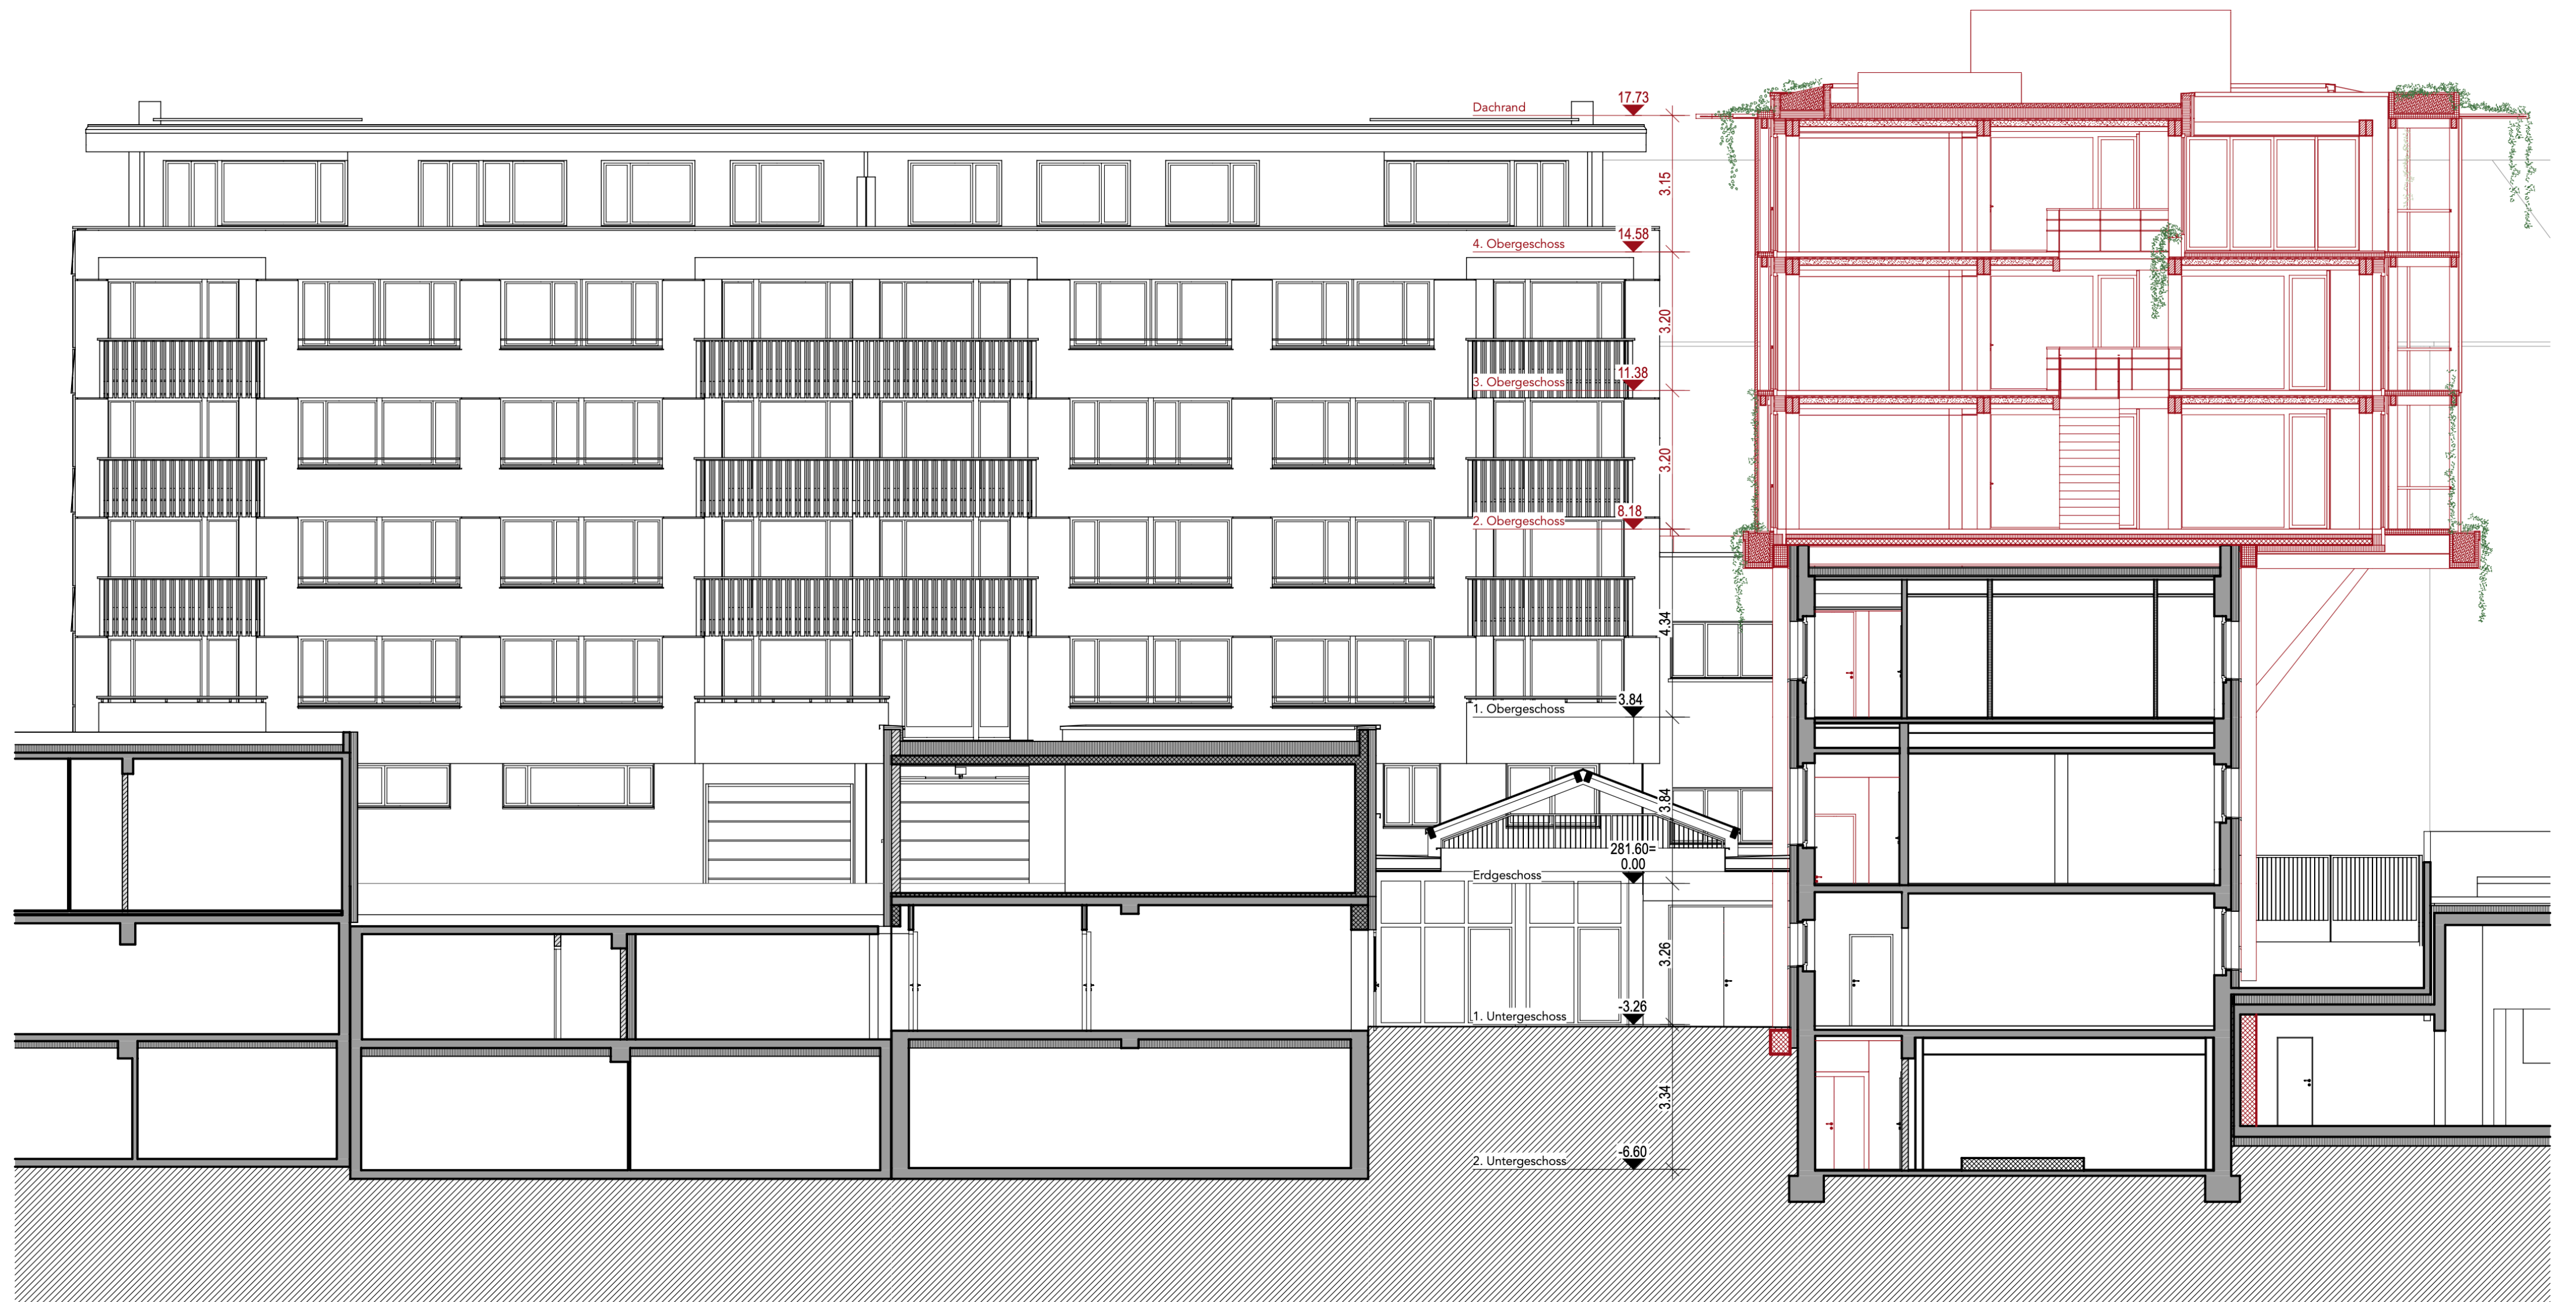 Dachrand 17.73
3.15
4. Obergeschoss 14.58
3.20
3. Obergeschoss 11.38
3.20
2. Obergeschoss 8.18
4.34
1. Obergeschoss 3.84
3.84
281.60=
Erdgeschoss 0.00
3.26
1. Untergeschoss -3.26
3.34
2. Untergeschoss -6.60